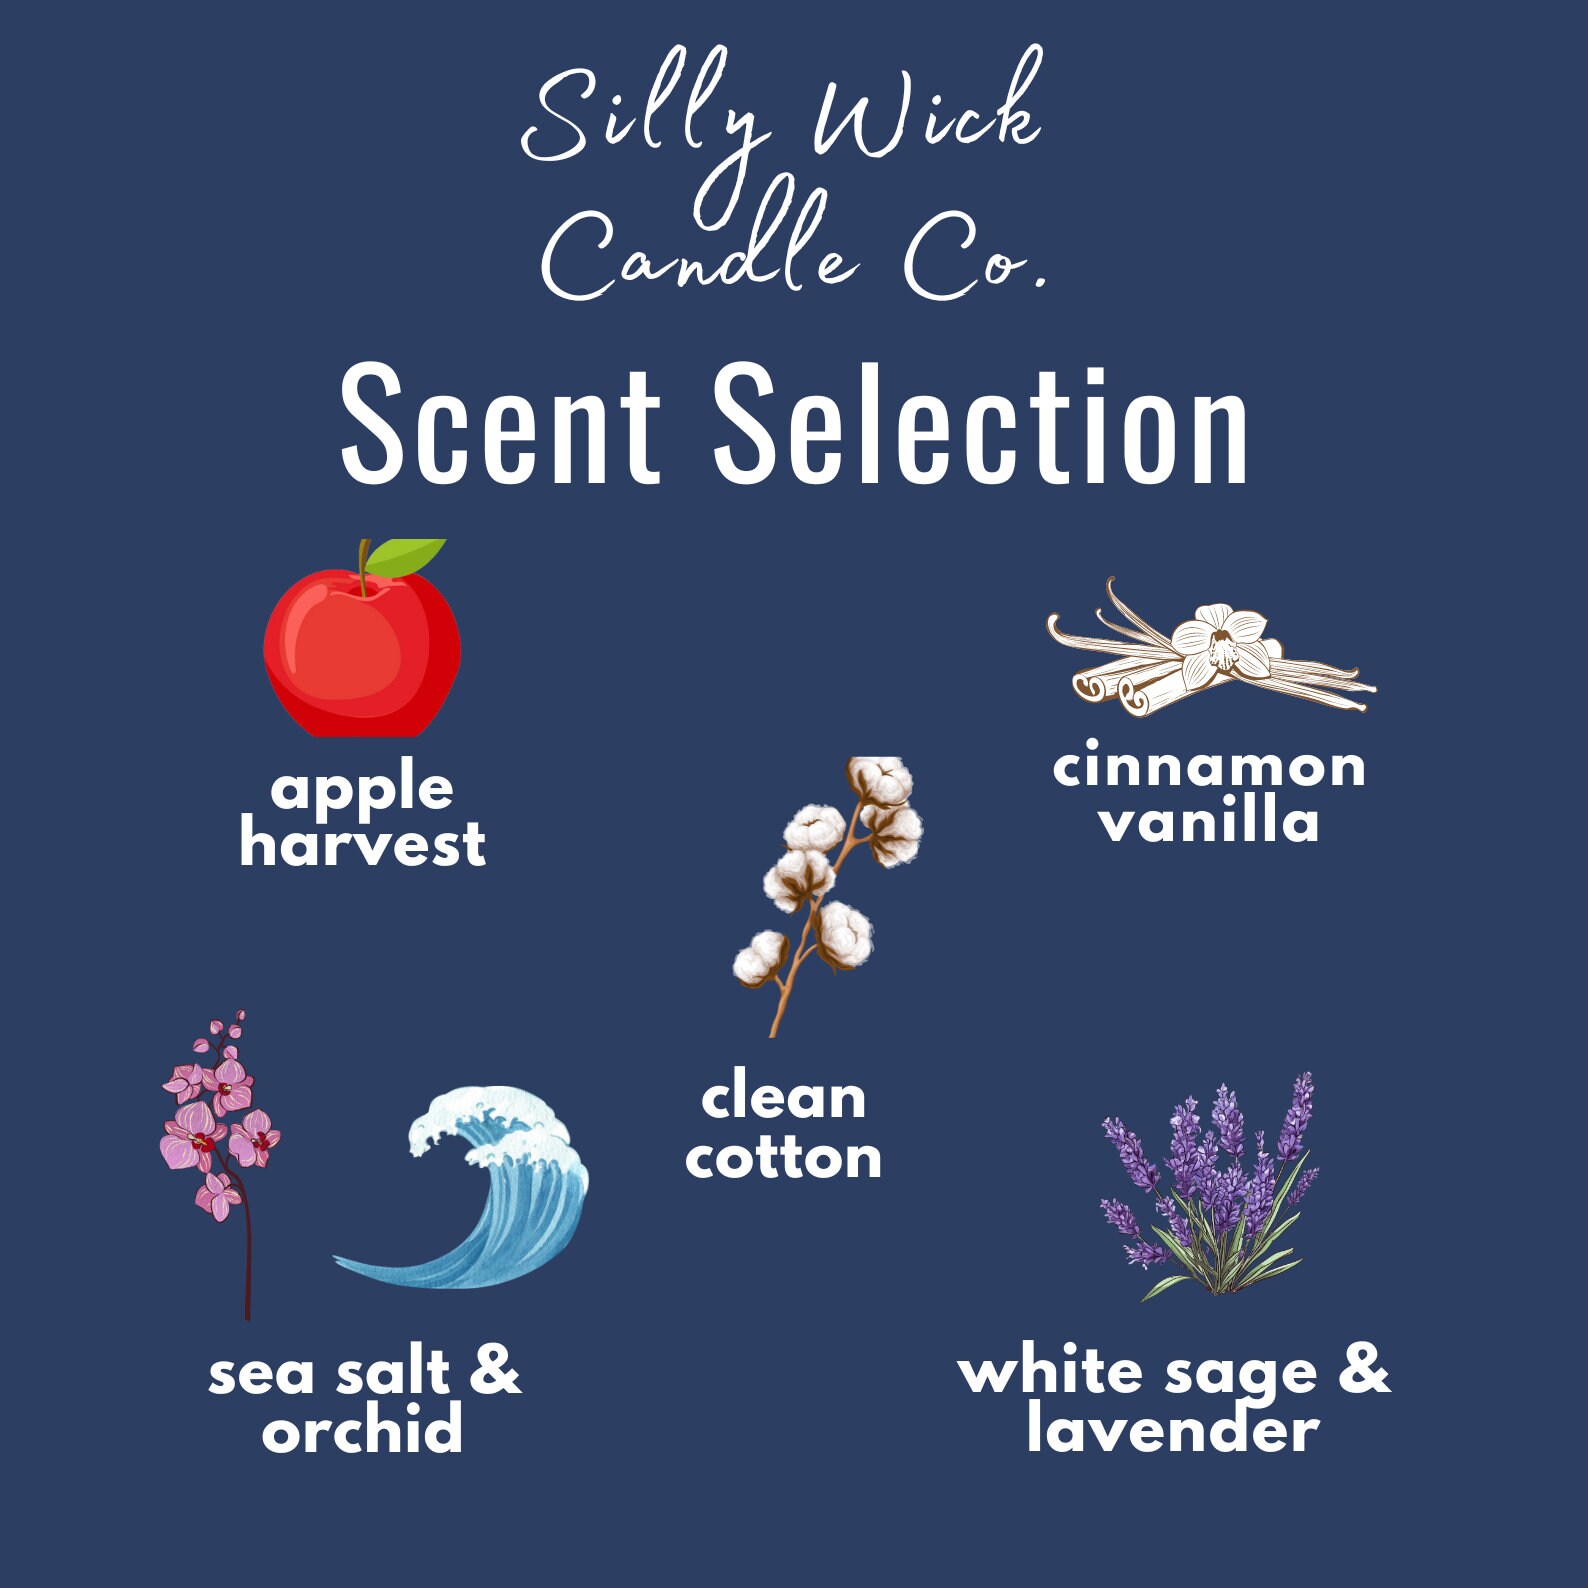 Silly Wick
Candle Co.
Scent Selection
apple
harvest
cinnamon
vanilla
clean
cotton
sea salt &
orchid
white sage &
lavender